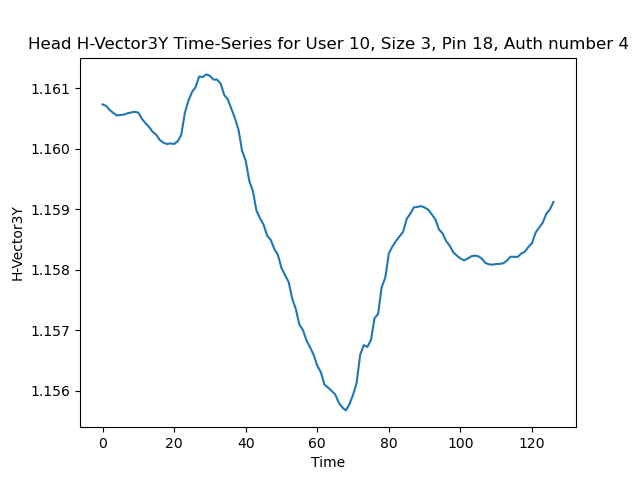 Head H-Vector3Y Time-Series for User 10, Size 3, Pin 18, Auth number 4
1.161
1.160
1.159
1.158
1.157
1.156
H-Vector3Y
0 20 40 60 80 100 120
Time